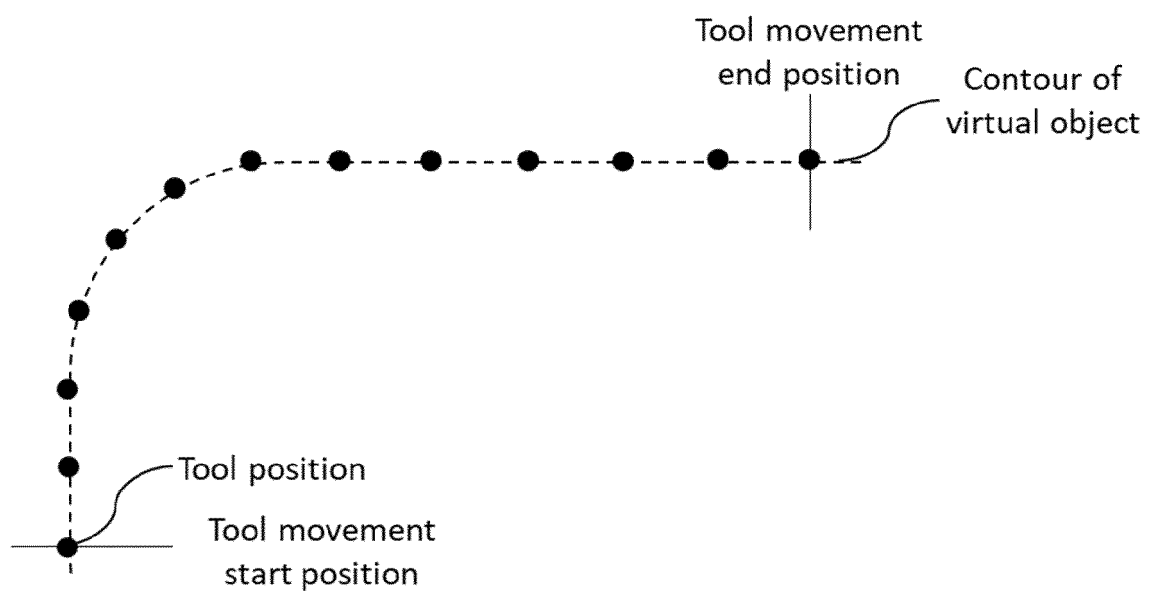 Tool movement
end position
Contour of
virtual object
Tool position
Tool movement
start position